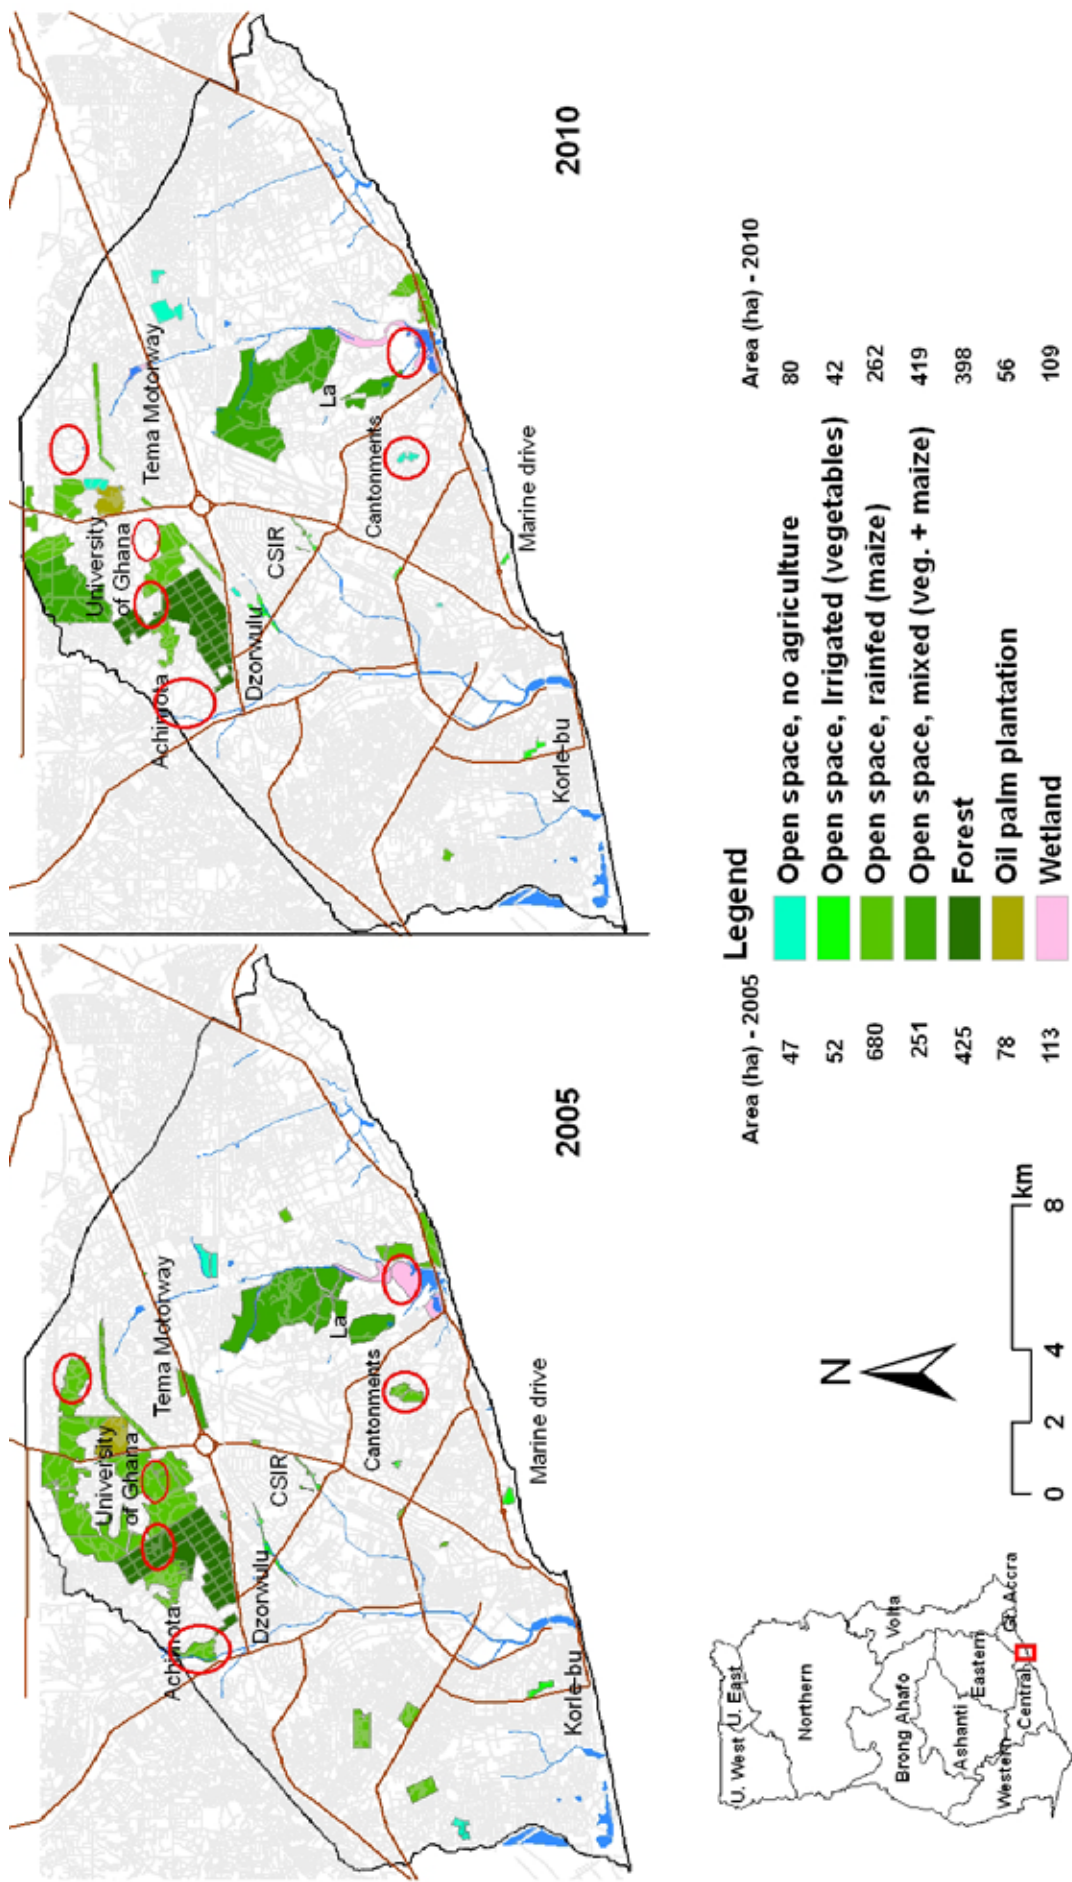 Achimota
University
of Ghana
Tema Motorway
Dzorwulu
CSIR
La
Cantonments
Korle-bu
Marine drive
2005
Achimota
University
of Ghana
Tema Motorway
Dzorwulu
CSIR
La
Cantonments
Korle-bu
Marine drive
2010
U. West
U. East
Northern
Brong Ahafo
Volta
Ashanti
Eastern
Western
Central
Gt. Accra
N
0 2 4 8
km
Area (ha) - 2005 Legend Area (ha) - 2010
47 Open space, no agriculture 80
52 Open space, Irrigated (vegetables) 42
680 Open space, rainfed (maize) 262
251 Open space, mixed (veg. + maize) 419
425 Forest 398
78 Oil palm plantation 56
113 Wetland 109